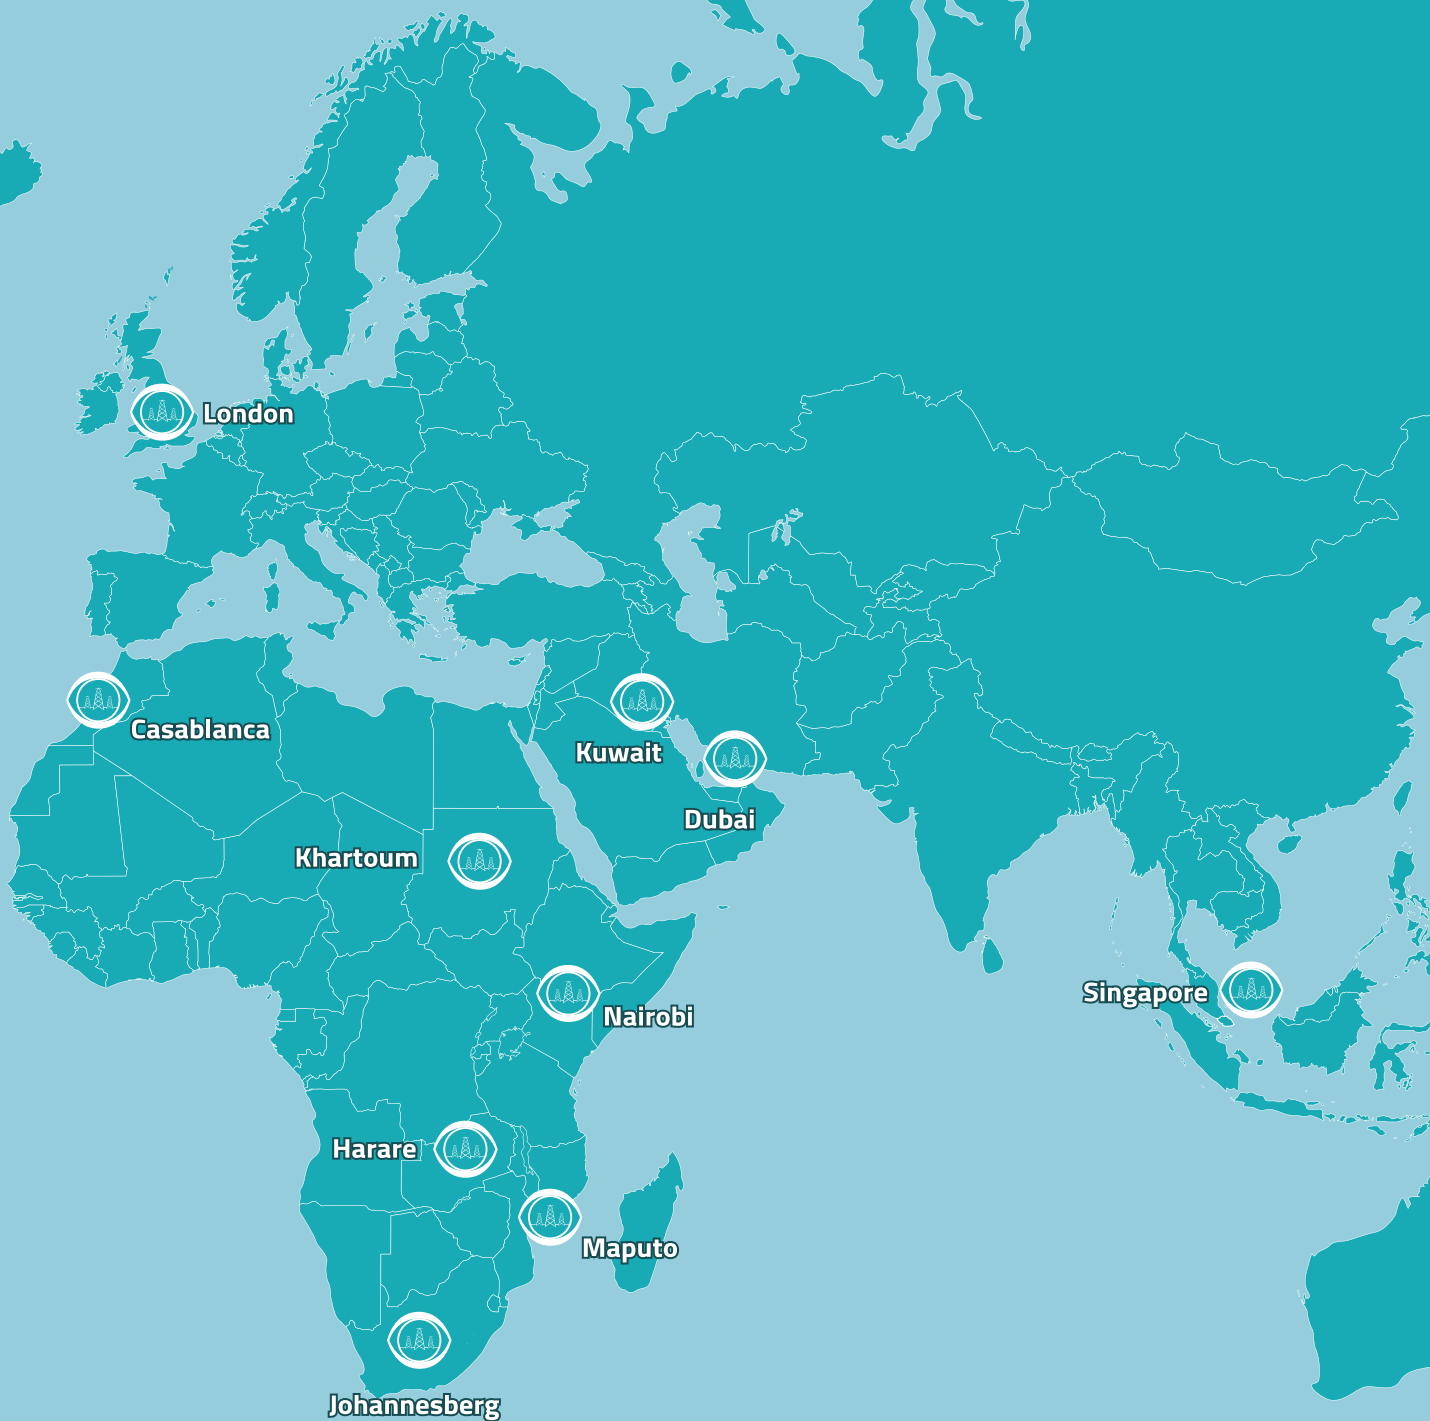 London
Casablanca
Kuwait
Dubai
Khartoum
Singapore
Nairobi
Harare
Maputo
Johannesberg